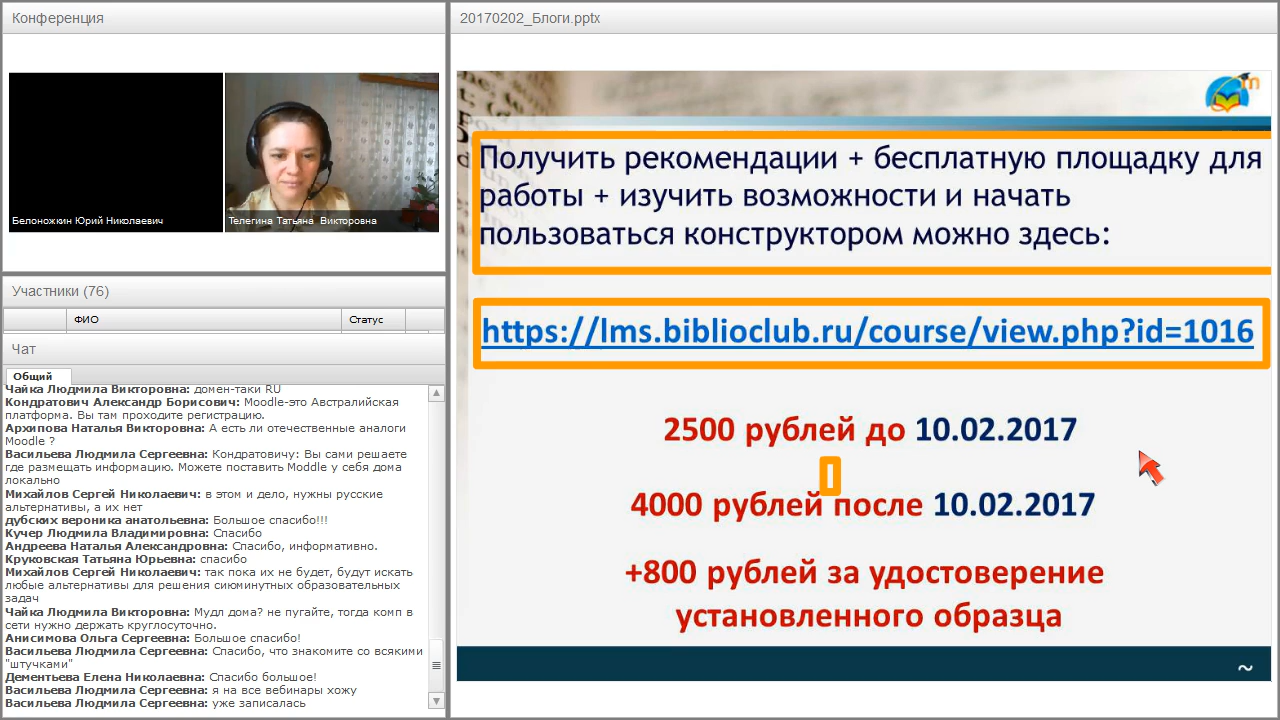 Конференция
Белоножкин Юрий Николаевич
Телегина Татьяна Викторовна
Участники (76)
ФИО
Статус
Чат
Общий
Чайка Людмила Викторовна: домен-таки RU
Кондратович Александр Борисович: Moodle-это Австралийская
платформа. Вы там проходите регистрацию.
Архипова Наталья Викторовна: А есть ли отечественные аналоги
Moodle ?
Васильева Людмила Сергеевна: Кондратовичу: Вы сами решаете
где размещать информацию. Можете поставить Moddle у себя дома
локально
Михайлов Сергей Николаевич: в этом и дело, нужны русские
альтернативы, а их нет
дубских вероника анатольевна: Большое спасибо!!!
Кучер Людмила Владимировна: Спасибо
Андреева Наталья Александровна: Спасибо, информативно.
Круковская Татьяна Юрьевна: спасибо
Михайлов Сергей Николаевич: так пока их не будет, будут искать
любые альтернативы для решения сиюминутных образовательных
задач
Чайка Людмила Викторовна: Мудл дома? не пугайте, тогда комп в
сети нужно держать круглосуточно.
Анисимова Ольга Сергеевна: Большое спасибо!
Васильева Людмила Сергеевна: Спасибо, что знакомите со всякими
"штучками"
Дементьева Елена Николаевна: Спасибо большое!
Васильева Людмила Сергеевна: я на все вебинары хожу
Васильева Людмила Сергеевна: уже записалась
20170202_Блоги.pptx
Получить рекомендации + бесплатную площадку для
работы + изучить возможности и начать
пользоваться конструктором можно здесь:
https://lms.biblioclub.ru/course/view.php?id=1016
2500 рублей до 10.02.2017
4000 рублей после 10.02.2017
+800 рублей за удостоверение
установленного образца
~